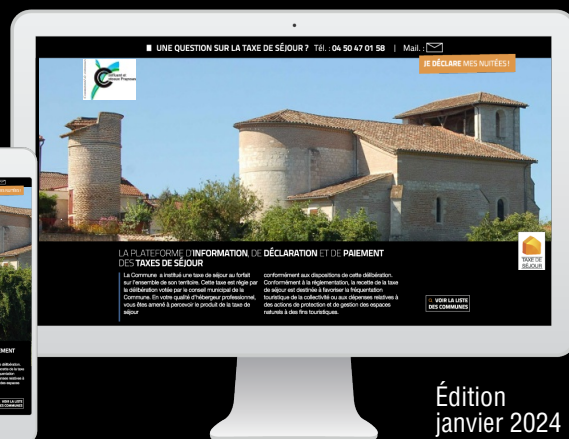 UNE QUESTION SUR LA TAXE DE SÉJOUR ? Tél. : 04 50 47 01 58 | Mail. :
JE DÉCLARE MES NUITÉES !
LA PLATEFORME D'INFORMATION, DE DÉCLARATION ET DE PAIEMENT
DES TAXES DE SÉJOUR
La Commune a institué une taxe de séjour au forfait
sur l'ensemble de son territoire. Cette taxe est régie par
la délibération votée par le conseil municipal de la
Commune. En votre qualité d'hébergeur professionnel,
vous êtes amené à percevoir le produit de la taxe de
séjour
conformément aux dispositions de cette délibération.
Conformément à la réglementation, la recette de la taxe
de séjour est destinée à favoriser la fréquentation
touristique de la collectivité ou aux dépenses relatives à
des actions de protection et de gestion des espaces
naturels à des fins touristiques.
TAXE DE
SÉJOUR
VOIR LA LISTE
DES COMMUNES
VOIR LA LISTE
DES COMMUNES
Édition
janvier 2024